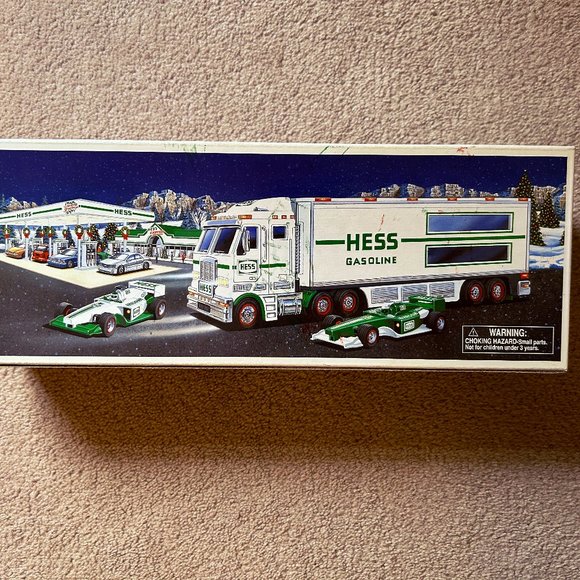 HESS
HESS
HESS
GASOLINE
HESS
WARNING:
CHOKING HAZARD-Small parts.
Not for children under 3 years.